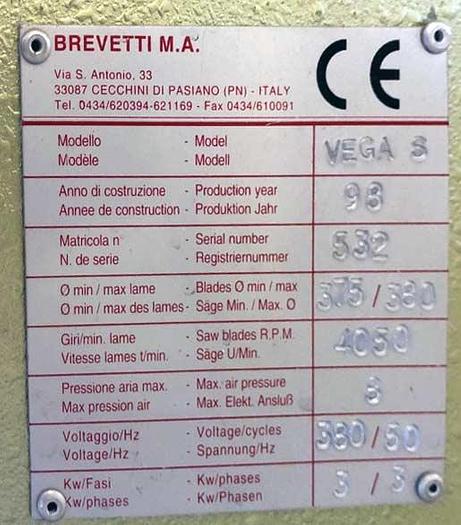 BREVETTI M.A.
CE
Via S. Antonio, 33
33087 CECCHINI DI PASIANO (PN) - ITALY
Tel. 0434/620394-621169 - Fax 0434/610091
Modello - Model VEGA S
Modèle - Modell
Anno di costruzione - Production year 98
Annee de construction - Produktion Jahr
Matricola n - Serial number 532
N. de serie - Registriernummer
Ø min / max lame - Blades Ø min / max 375/380
Ø min / max des lames - Säge Min. / Max. Ø
Giri/min. lame - Saw blades R.P.M. 4050
Vitesse lames t/min. - Säge U/Min.
Pressione aria max. - Max. air pressure
Max pression air - Max. Elekt. Ansluß
Voltaggio/Hz - Voltage/cycles 380/50
Voltage/Hz - Spannung/Hz
Kw/Fasi - Kw/phases 3 / 3
Kw/phases - Kw/Phasen